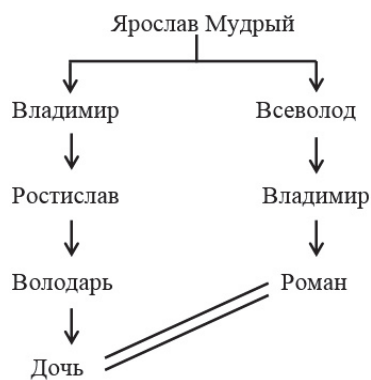 Ярослав Мудрый
Владимир Всеволод
Ростислав Владимир
Володарь Роман
Дочь